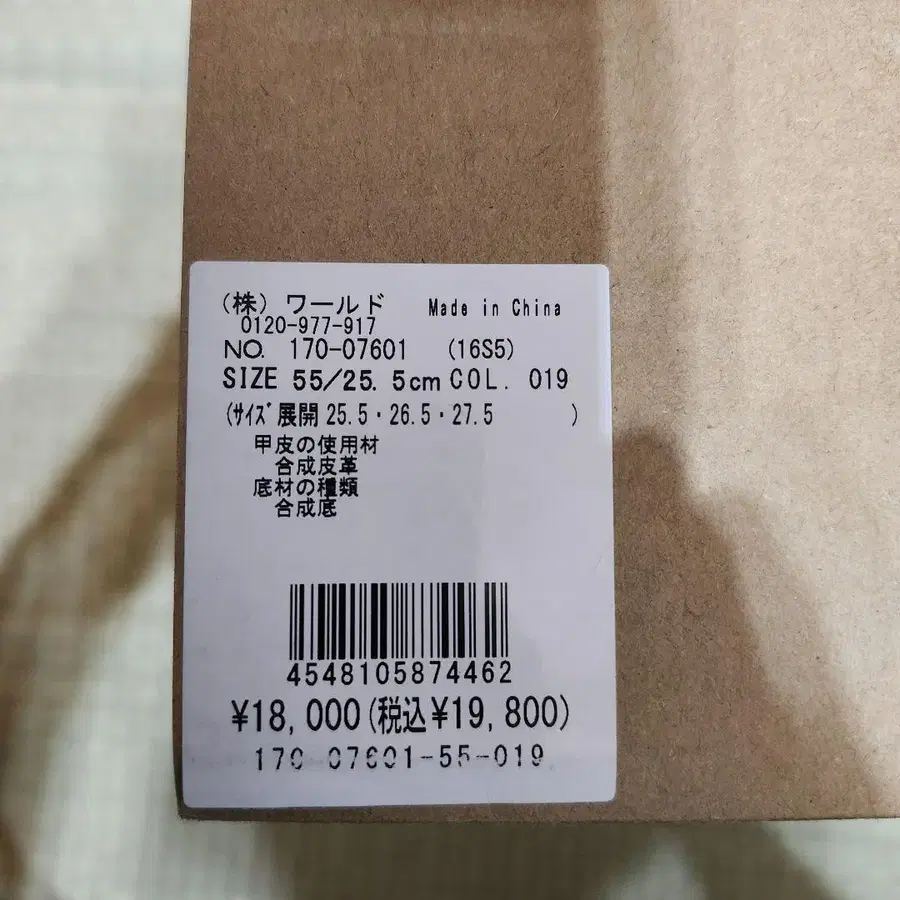 (株) ワールド Made in China
0120-977-917
NO. 170-07601 (16S5)
SIZE 55/25.5cm COL. 019
(サイズ展開 25.5・26.5・27.5 )
甲皮の使用材
合成皮革
底材の種類
合成底
4548105874462
¥18,000(税込¥19,800)
170-07601-55-019